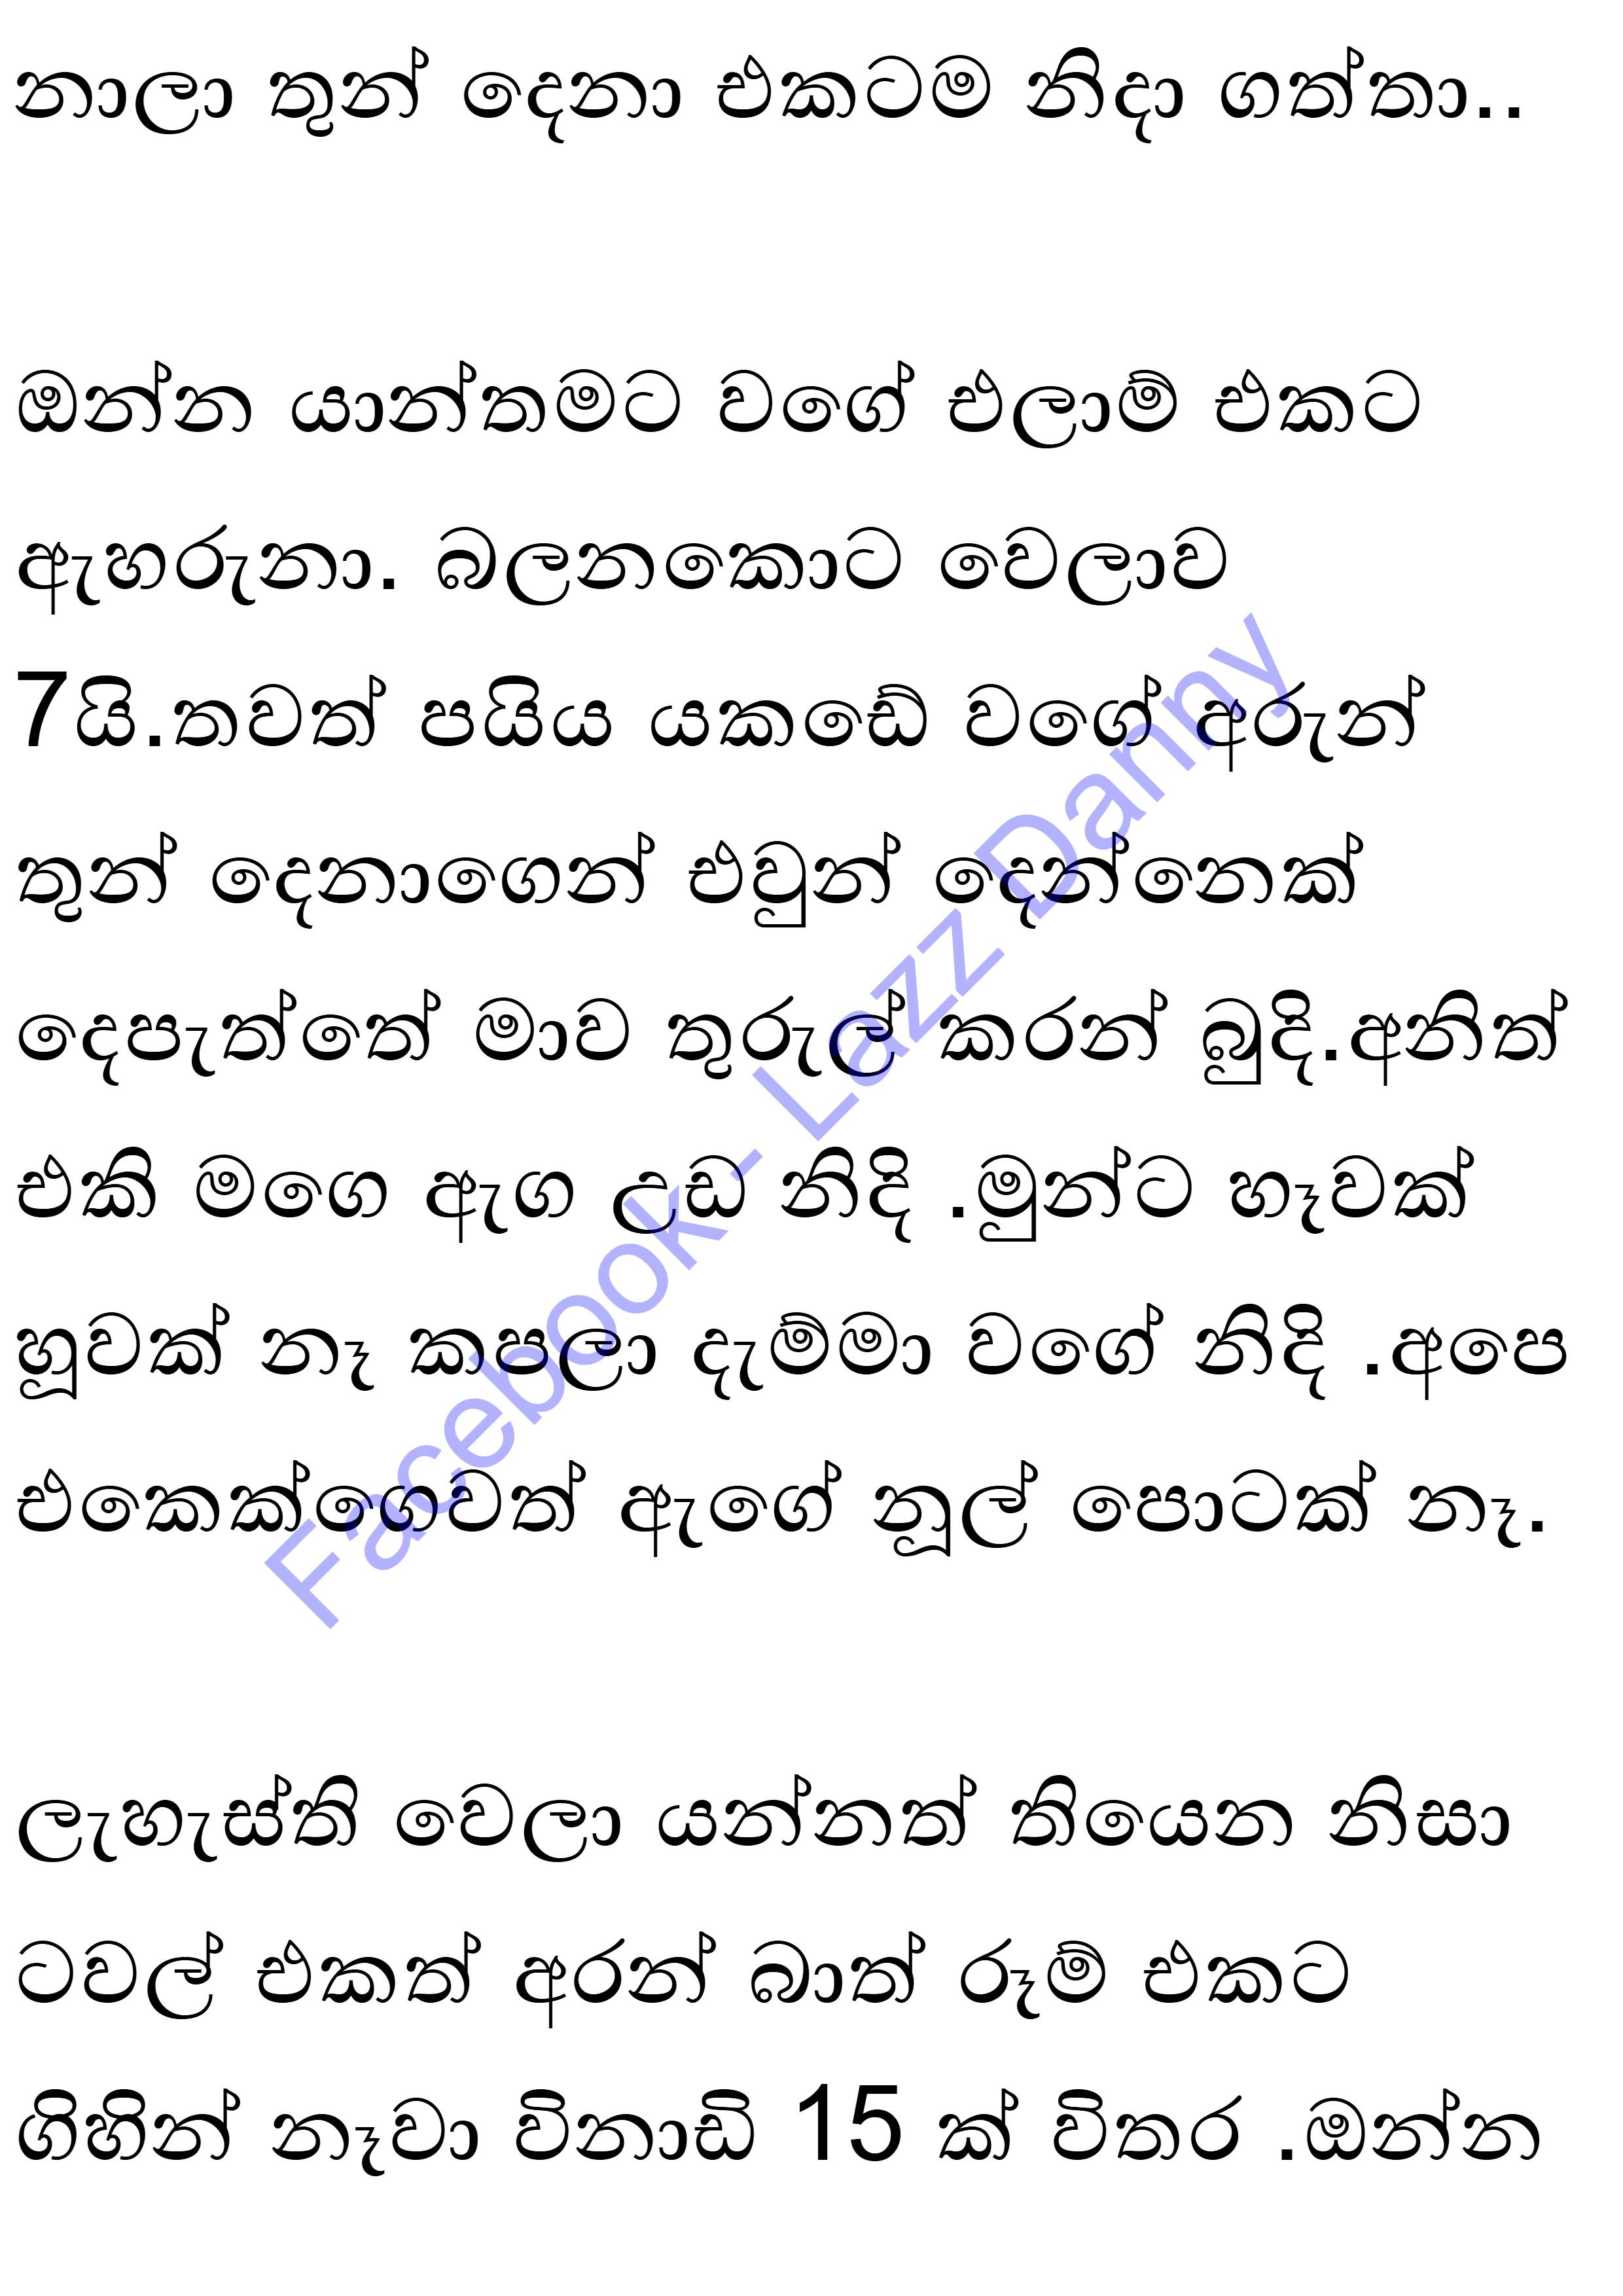 නාලා තුන් දෙනා එකටම නිදා ගත්තා..
ඔන්න යාන්තමට වගේ එලාම් එකට
ඇහරුනා. බලනකොට වෙලාව
7යි.තවත් පයිය යකඩේ වගේ අරුන්
තුන් දෙනාගෙන් එවුන් දෙන්නෙක්
දෙපැත්තේ මාව තුරුල් කරන් බුදි.අනිත්
එකී මගෙ ඇග උඩ නිදි .මුන්ට හෑවක්
හූවක් නෑ කපලා දැම්මා වගේ නිදි .අපෙ
එකෙක්ගෙවත් ඇගේ නූල් පොටක් නෑ.
ලැහැස්ති වෙලා යන්නත් තියෙන නිසා
ටවල් එකත් අරන් බාත් රූම් එකට
ගිහින් නෑවා විනාඩි 15 ක් විතර .ඔන්න
Facebook - Lazz Danny